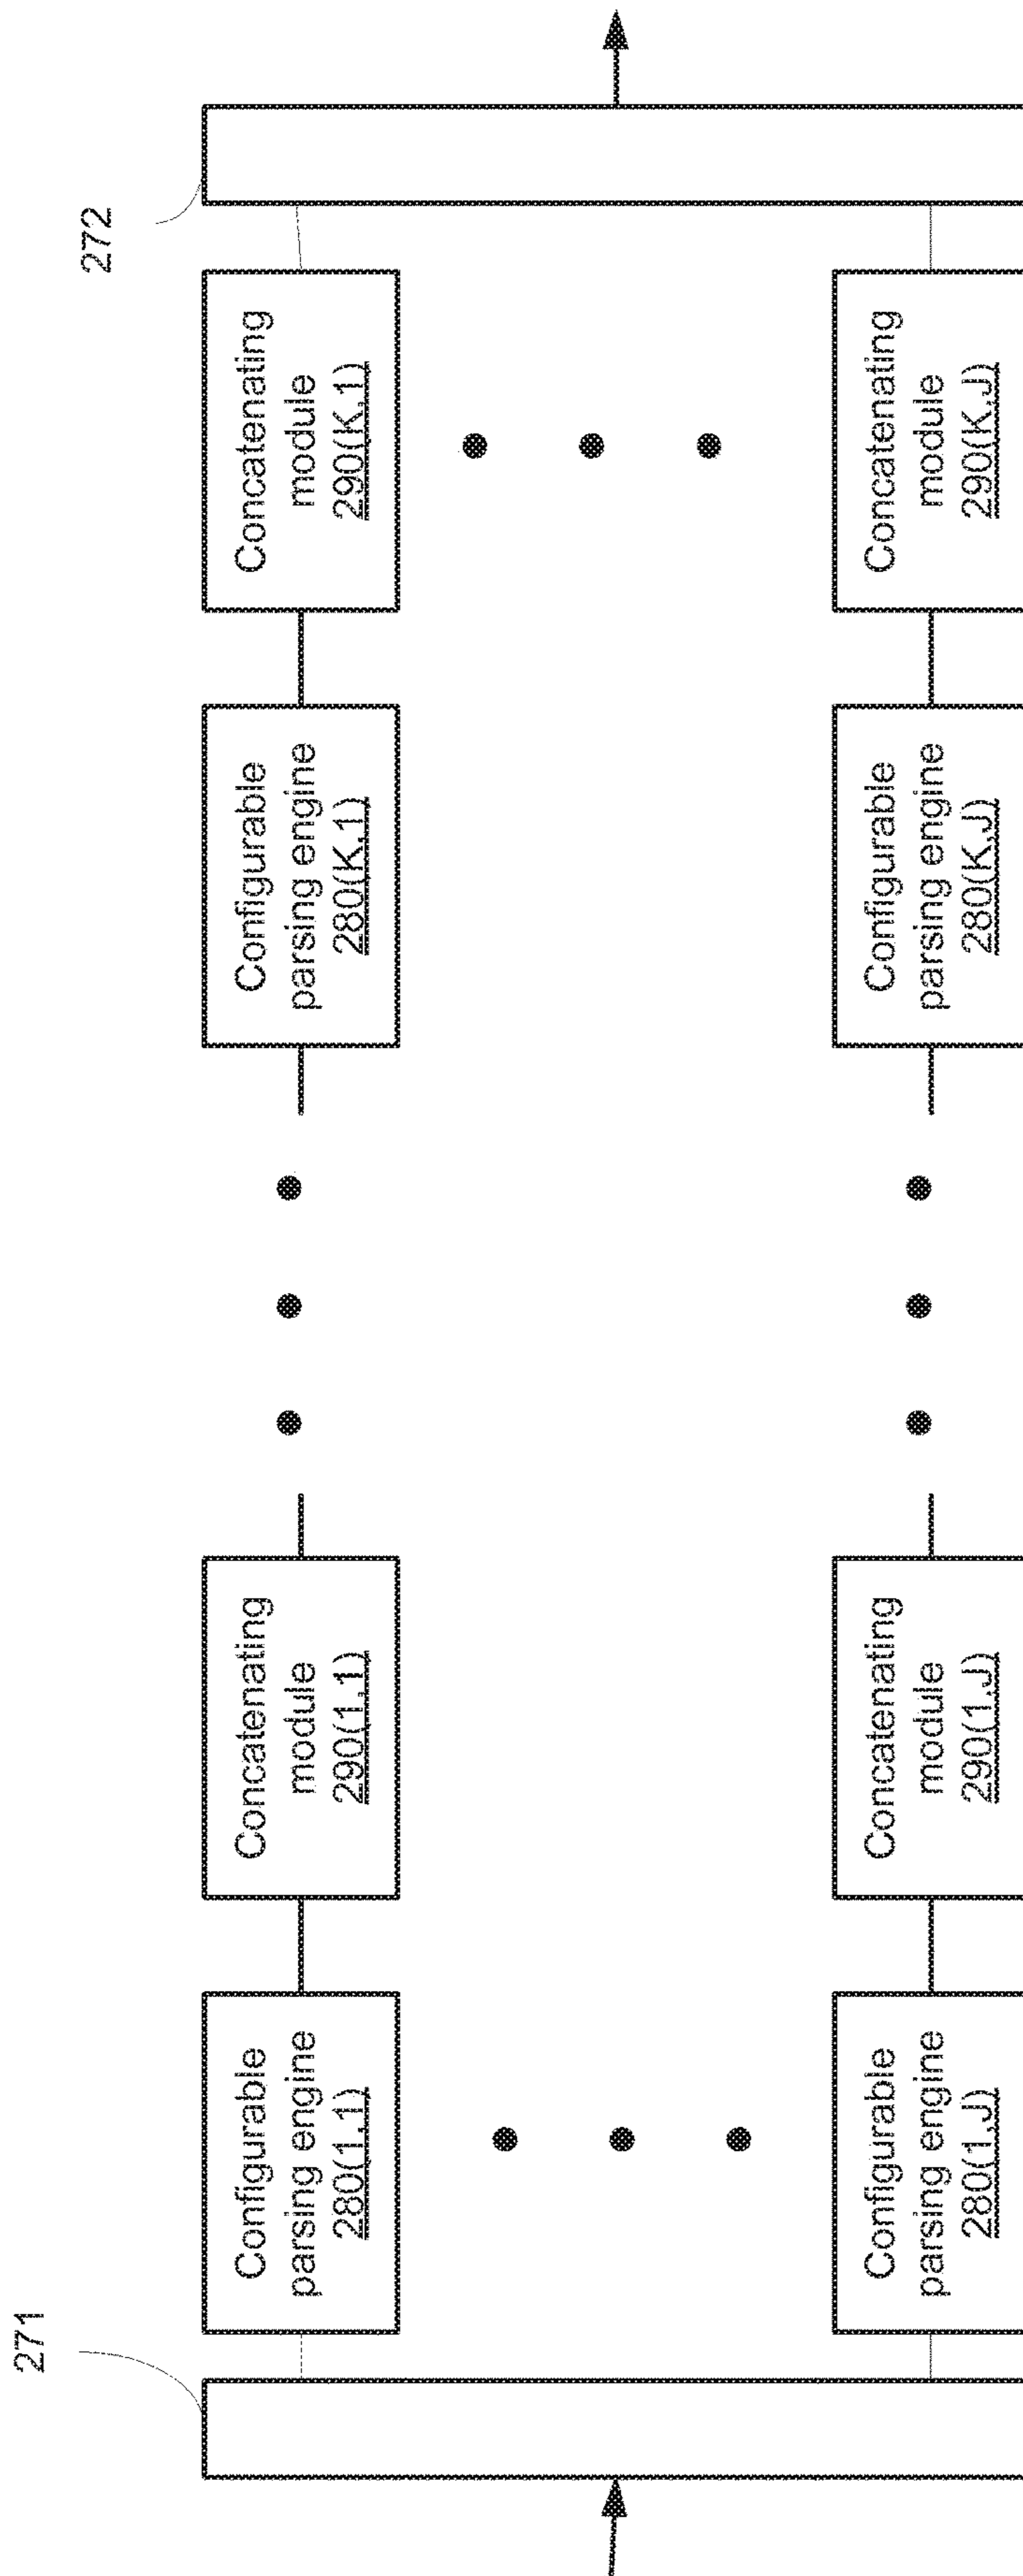 271
272
Configurable
parsing engine
280(1,1)
Concatenating
module
290(1,1)
Configurable
parsing engine
280(K,1)
Concatenating
module
290(K,1)
Configurable
parsing engine
280(1,J)
Concatenating
module
290(1,J)
Configurable
parsing engine
280(K,J)
Concatenating
module
290(K,J)